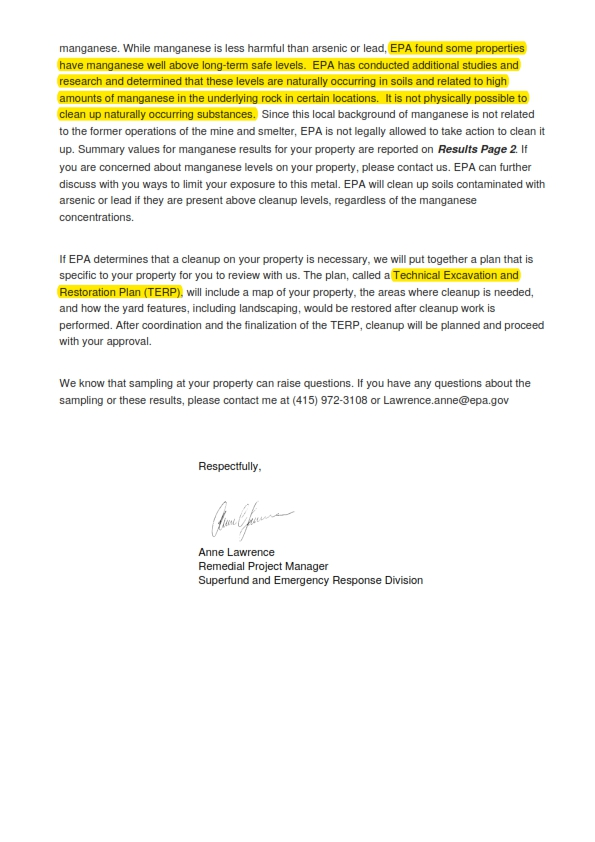 manganese. While manganese is less harmful than arsenic or lead, EPA found some properties
have manganese well above long-term safe levels.  EPA has conducted additional studies and
research and determined that these levels are naturally occurring in soils and related to high
amounts of manganese in the underlying rock in certain locations.  It is not physically possible to
clean up naturally occurring substances.  Since this local background of manganese is not related
to the former operations of the mine and smelter, EPA is not legally allowed to take action to clean it
up. Summary values for manganese results for your property are reported on Results Page 2. If
you are concerned about manganese levels on your property, please contact us. EPA can further
discuss with you ways to limit your exposure to this metal. EPA will clean up soils contaminated with
arsenic or lead if they are present above cleanup levels, regardless of the manganese
concentrations.
If EPA determines that a cleanup on your property is necessary, we will put together a plan that is
specific to your property for you to review with us. The plan, called a Technical Excavation and
Restoration Plan (TERP), will include a map of your property, the areas where cleanup is needed,
and how the yard features, including landscaping, would be restored after cleanup work is
performed. After coordination and the finalization of the TERP, cleanup will be planned and proceed
with your approval.
We know that sampling at your property can raise questions. If you have any questions about the
sampling or these results, please contact me at (415) 972-3108 or Lawrence.anne@epa.gov
Respectfully,
Anne Lawrence
Remedial Project Manager
Superfund and Emergency Response Division